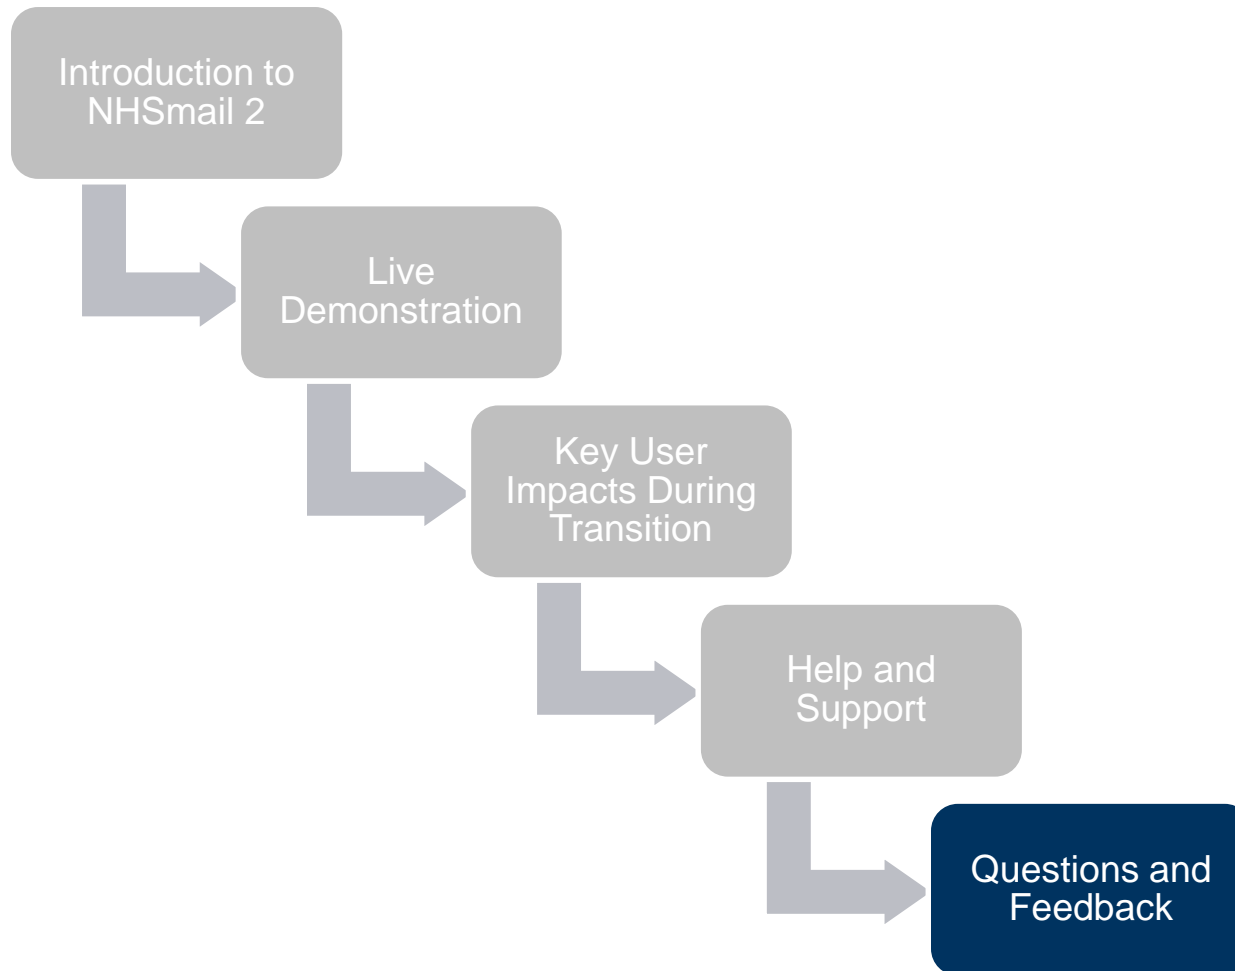 Introduction to
NHSmail 2
Live
Demonstration
Key User
Impacts During
Transition
Help and
Support
Questions and
Feedback